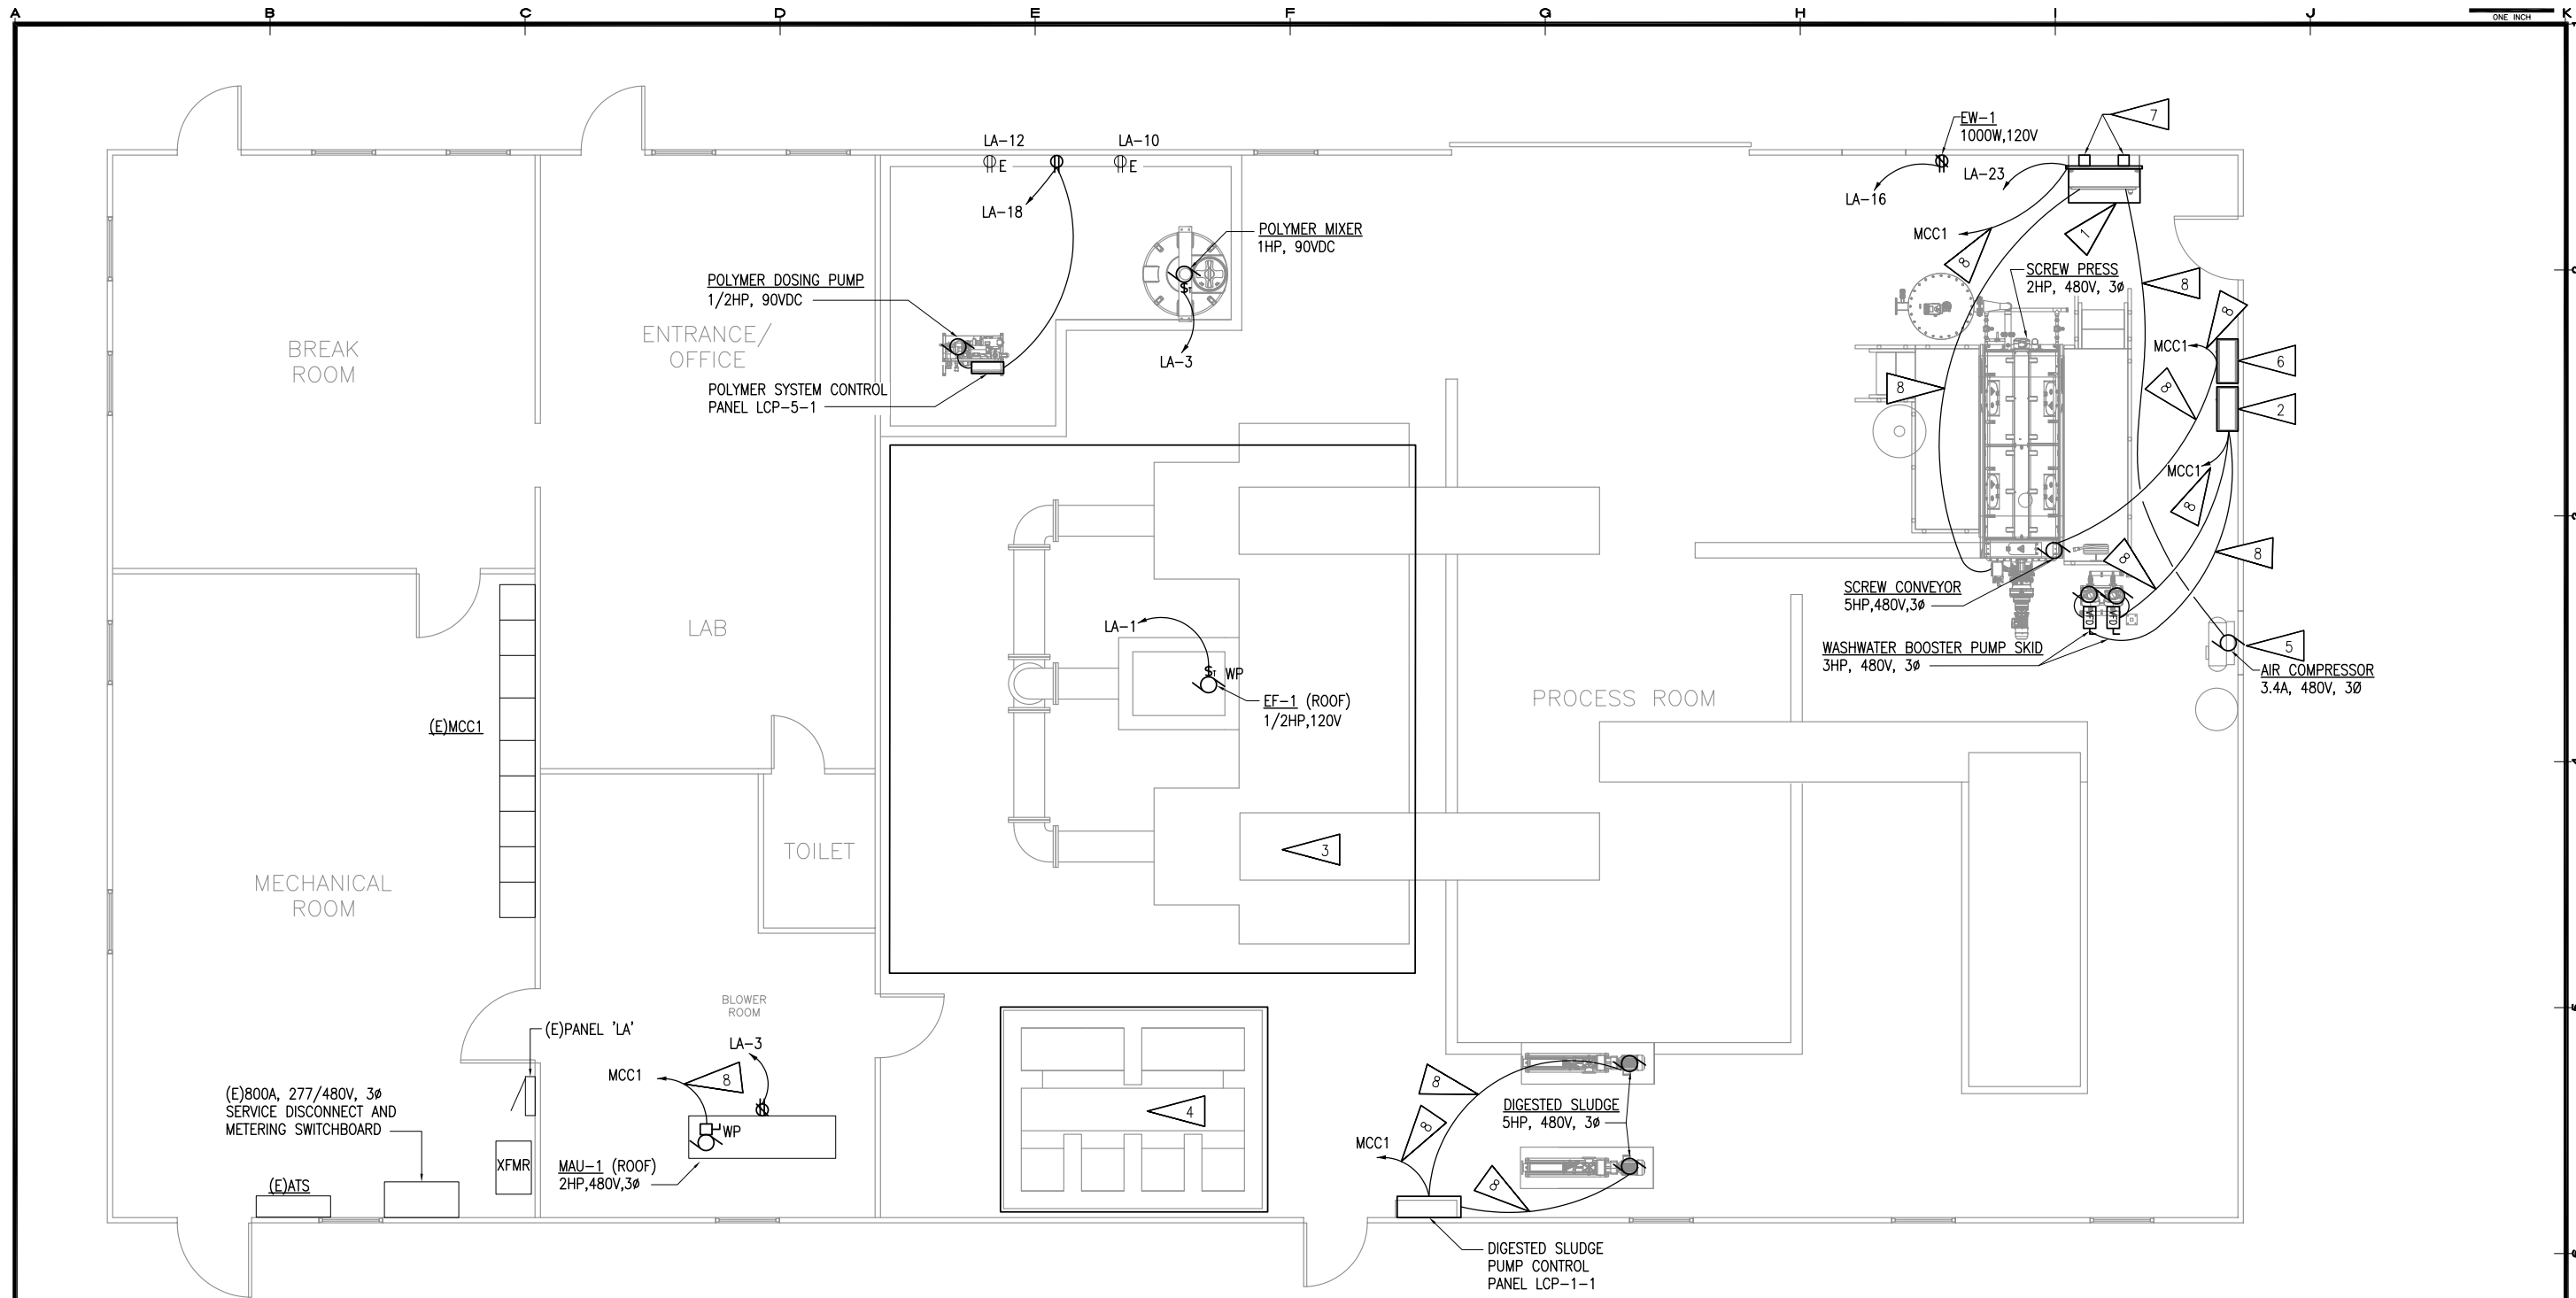 A
B
C
D
E
F
G
H
I
J
K
ONE INCH
LA-12
E
LA-10
E
LA-18
EW-1
1000W,120V
LA-16
LA-23
7
1
MCC1
8
POLYMER MIXER
1HP, 90VDC
S
T
LA-3
POLYMER DOSING PUMP
1/2HP, 90VDC
POLYMER SYSTEM CONTROL
PANEL LCP-5-1
SCREW PRESS
2HP, 480V, 3Ø
8
8
8
MCC1
6
8
2
MCC1
8
8
8
BREAK
ROOM
ENTRANCE/
OFFICE
LAB
SCREW CONVEYOR
5HP,480V,3Ø
WASHWATER BOOSTER PUMP SKID
3HP, 480V, 3Ø
VFD
VFD
5
AIR COMPRESSOR
3.4A, 480V, 3Ø
LA-1
S
T
WP
EF-1 (ROOF)
1/2HP,120V
PROCESS ROOM
(E)MCC1
3
TOILET
MECHANICAL
ROOM
BLOWER
ROOM
(E)PANEL 'LA'
LA-3
MCC1
8
WP
MAU-1 (ROOF)
2HP,480V,3Ø
(E)800A, 277/480V, 3Ø
SERVICE DISCONNECT AND
METERING SWITCHBOARD
XFMR
(E)ATS
4
8
8
MCC1
8
DIGESTED SLUDGE
5HP, 480V, 3Ø
DIGESTED SLUDGE
PUMP CONTROL
PANEL LCP-1-1